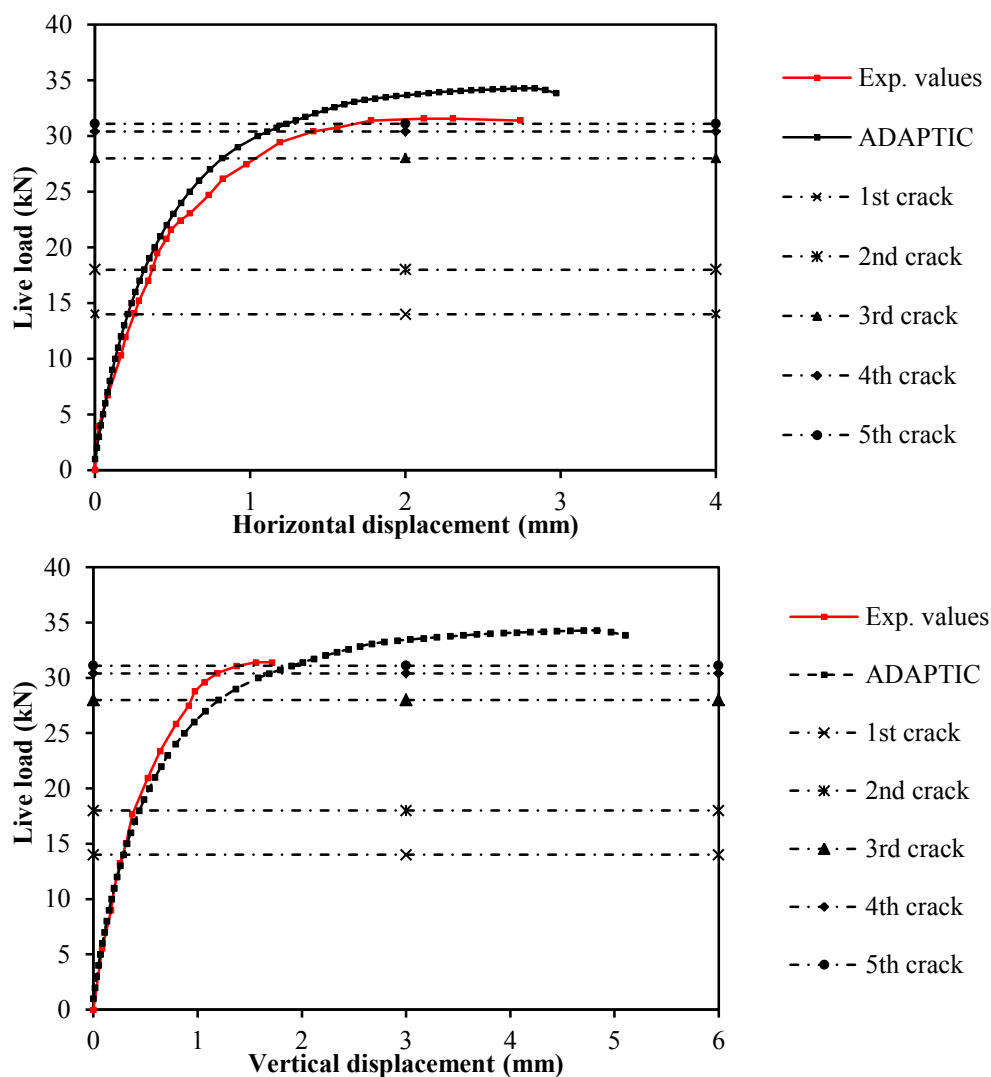 40
35
30
25
20
15
10
5
0
Live load (kN)
0 1 2 3 4
Horizontal displacement (mm)
Exp. values
ADAPTIC
1st crack
2nd crack
3rd crack
4th crack
5th crack
40
35
30
25
20
15
10
5
0
Live load (kN)
0 1 2 3 4 5 6
Vertical displacement (mm)
Exp. values
ADAPTIC
1st crack
2nd crack
3rd crack
4th crack
5th crack